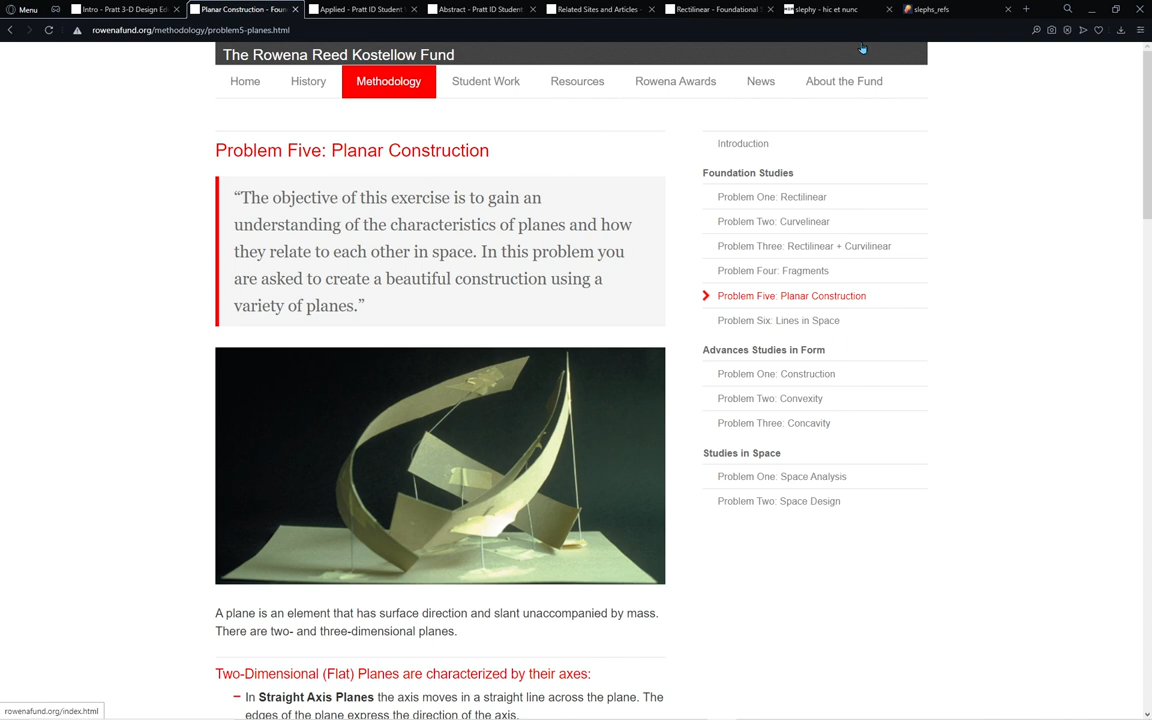 Menu
Intro - Pratt 3-D Design Ed
Planar Construction - Foun
Applied - Pratt ID Student
Abstract - Pratt ID Student
Related Sites and Articles -
Rectilinear - Foundational S
slephy - hic et nunc
slephs_refs
rowenafund.org/methodology/problem5-planes.html
The Rowena Reed Kostellow Fund
Home History Methodology Student Work Resources Rowena Awards News About the Fund
Problem Five: Planar Construction
“The objective of this exercise is to gain an
understanding of the characteristics of planes and how
they relate to each other in space. In this problem you
are asked to create a beautiful construction using a
variety of planes.”
A plane is an element that has surface direction and slant unaccompanied by mass.
There are two- and three-dimensional planes.
Two-Dimensional (Flat) Planes are characterized by their axes:
In Straight Axis Planes the axis moves in a straight line across the plane. The
edges of the plane express the direction of the axis.
Introduction
Foundation Studies
Problem One: Rectilinear
Problem Two: Curvelinear
Problem Three: Rectilinear + Curvilinear
Problem Four: Fragments
Problem Five: Planar Construction
Problem Six: Lines in Space
Advances Studies in Form
Problem One: Construction
Problem Two: Convexity
Problem Three: Concavity
Studies in Space
Problem One: Space Analysis
Problem Two: Space Design
rowenafund.org/index.html